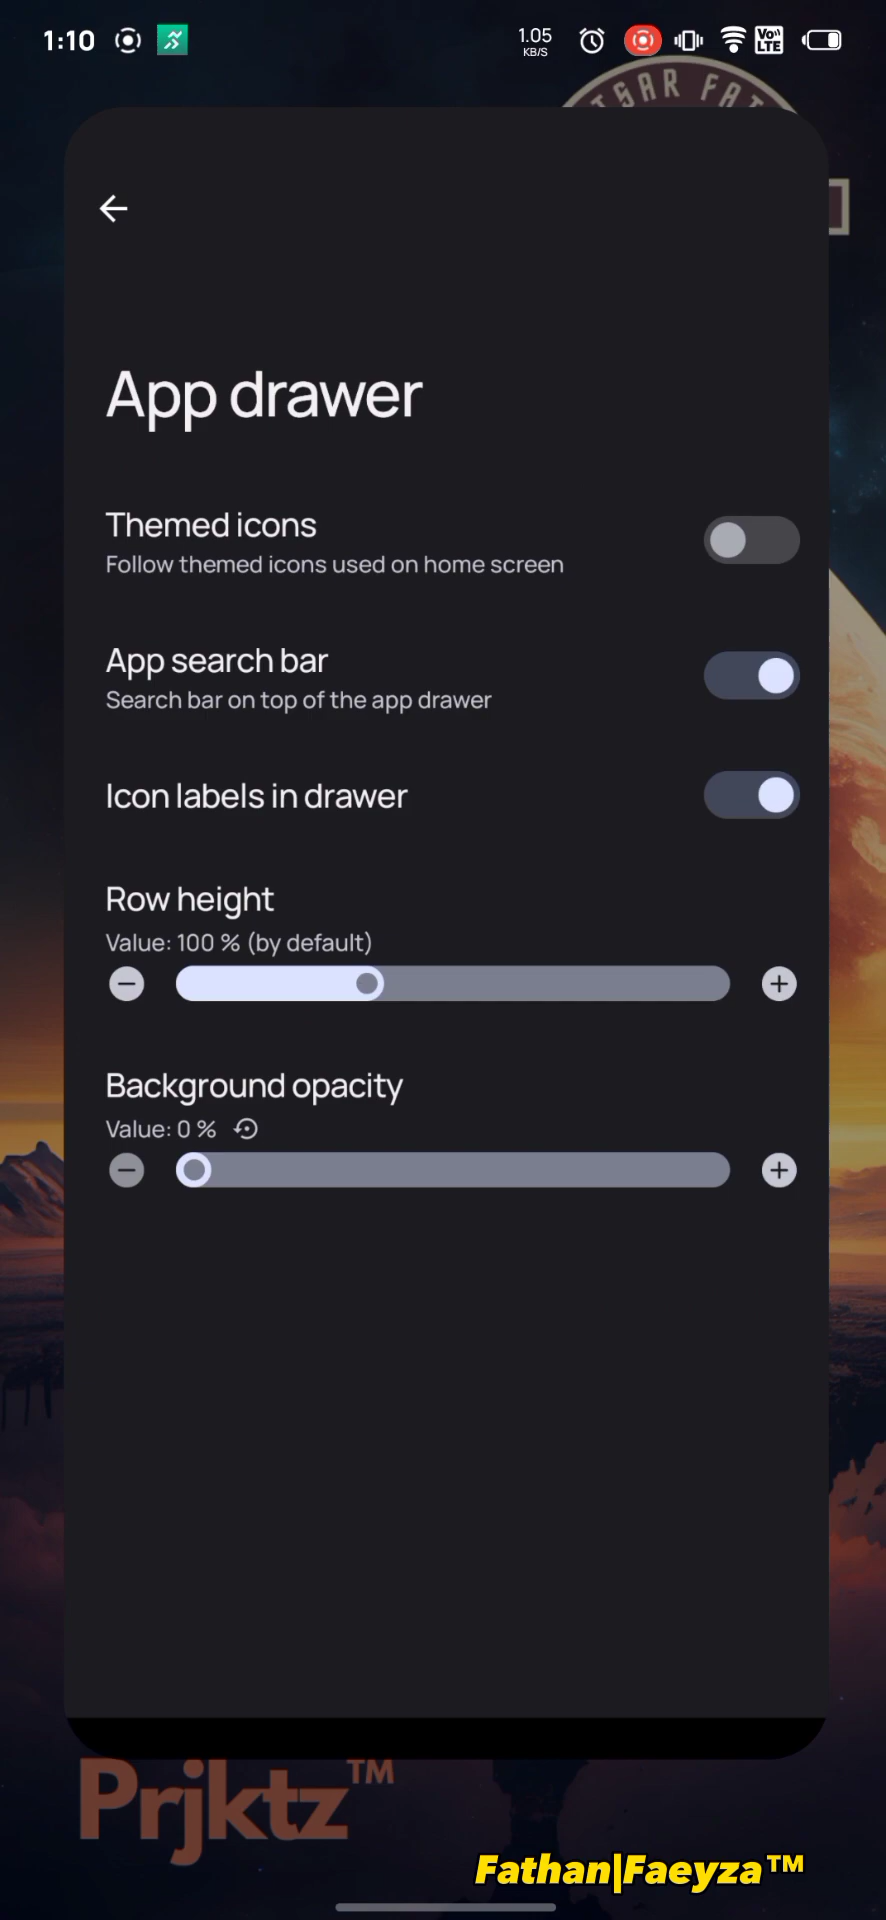 1:10
1.05
KB/S
Vo))
LTE
App drawer
Themed icons
Follow themed icons used on home screen
App search bar
Search bar on top of the app drawer
Icon labels in drawer
Row height
Value: 100 % (by default)
Background opacity
Value: 0 %
Prjktz™
Fathan|Faeyza™